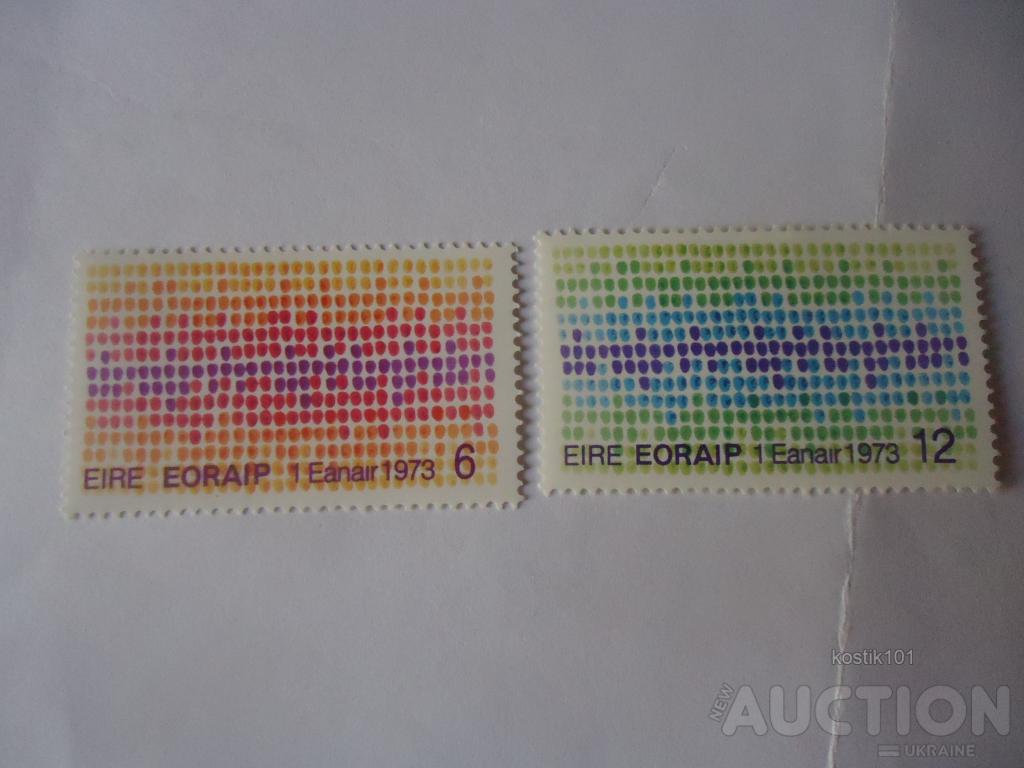 EIRE EORAIP 1 Eanair 1973 6
EIRE EORAIP 1 Eanair 1973 12
kostik101
NEW AUCTION
UKRAINE